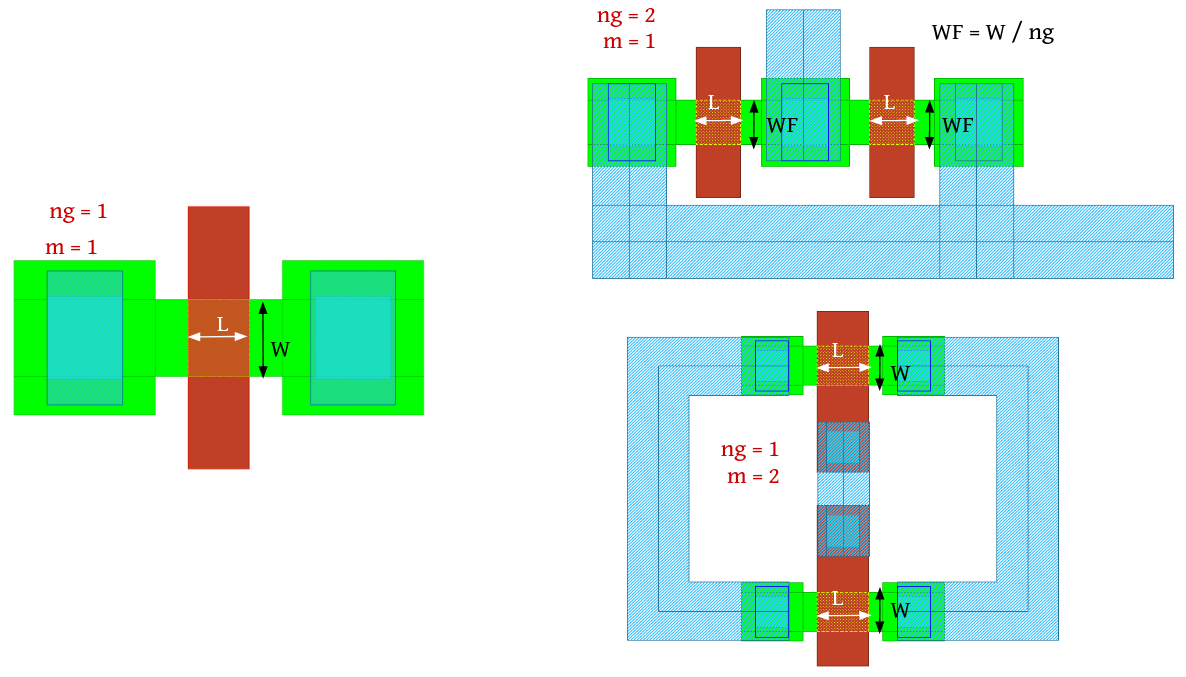 ng = 1
m = 1
L
W
ng = 2
m = 1
WF = W / ng
L
WF
L
WF
L
W
ng = 1
m = 2
L
W